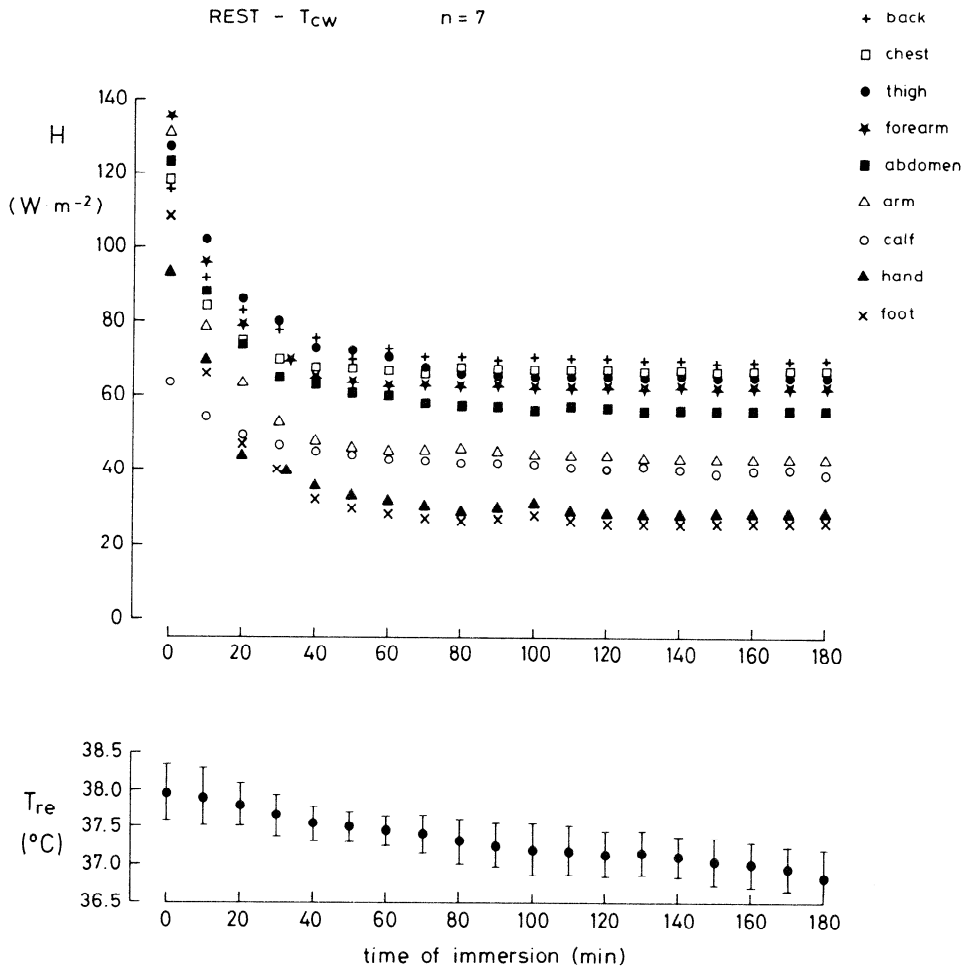 REST - TCW n = 7
+ back
□ chest
● thigh
★ forearm
■ abdomen
△ arm
○ calf
▲ hand
× foot
H
(W m-2)
140
120
100
80
60
40
20
0
0 20 40 60 80 100 120 140 160 180
Tre
(°C)
38.5
38.0
37.5
37.0
36.5
0 20 40 60 80 100 120 140 160 180
time of immersion (min)